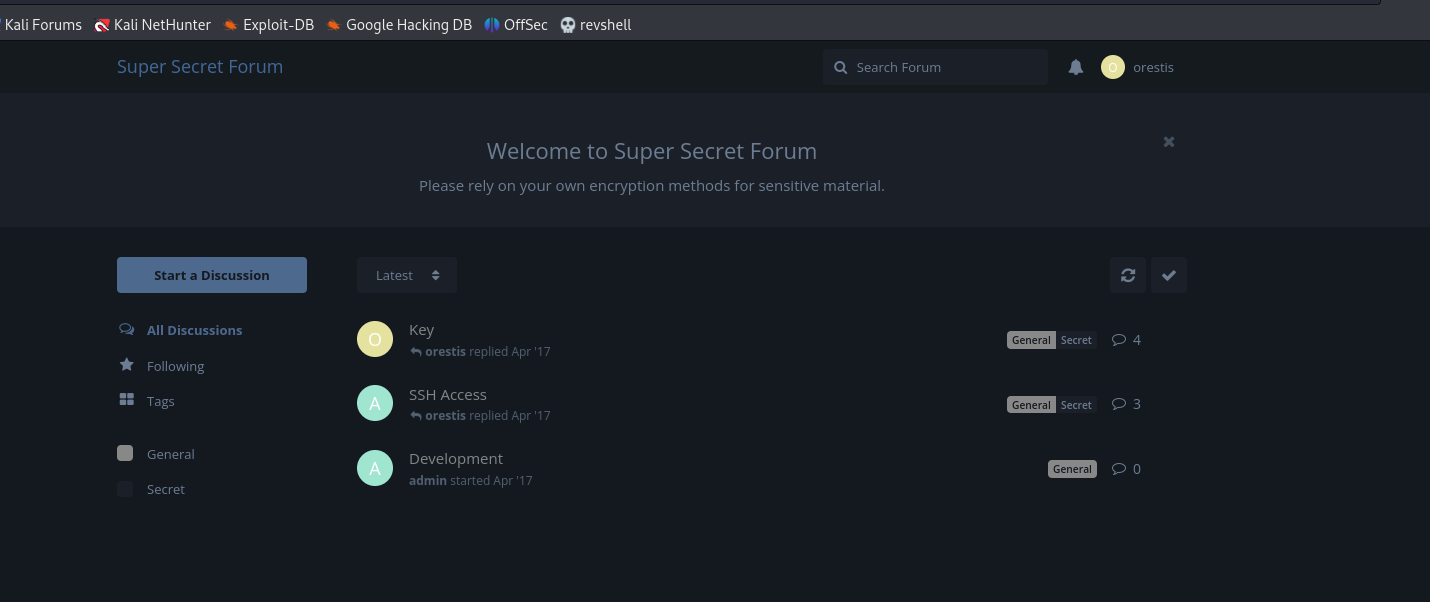 Kali Forums Kali NetHunter Exploit-DB Google Hacking DB OffSec revshell
Super Secret Forum Search Forum O orestis
Welcome to Super Secret Forum
Please rely on your own encryption methods for sensitive material.
Start a Discussion Latest
All Discussions
Following
Tags
General
Secret
O Key General Secret 4
orestis replied Apr '17
A SSH Access General Secret 3
orestis replied Apr '17
A Development General 0
admin started Apr '17